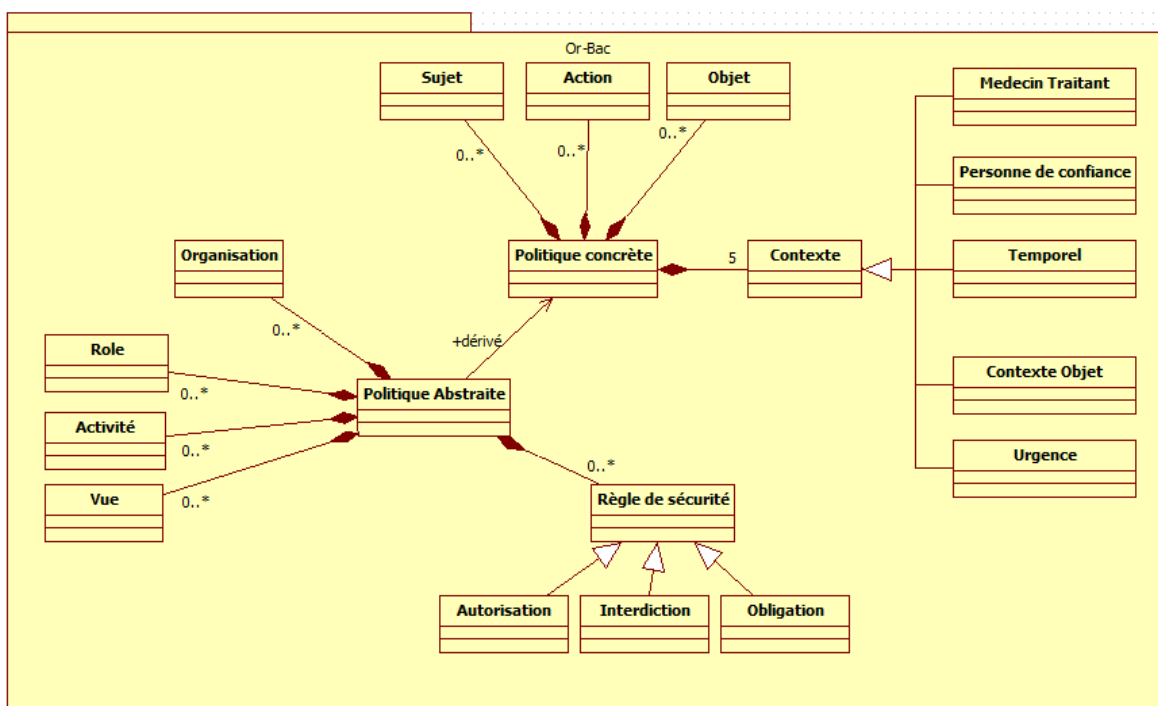 Or-Bac
Sujet
Action
Objet
Medecin Traitant
0..*
0..*
0..*
Personne de confiance
Organisation
Politique concrète
5
Contexte
Temporel
0..*
+dérivé
Role
0..*
Politique Abstraite
Contexte Objet
Activité
0..*
Vue
0..*
0..*
Règle de sécurité
Urgence
Autorisation
Interdiction
Obligation